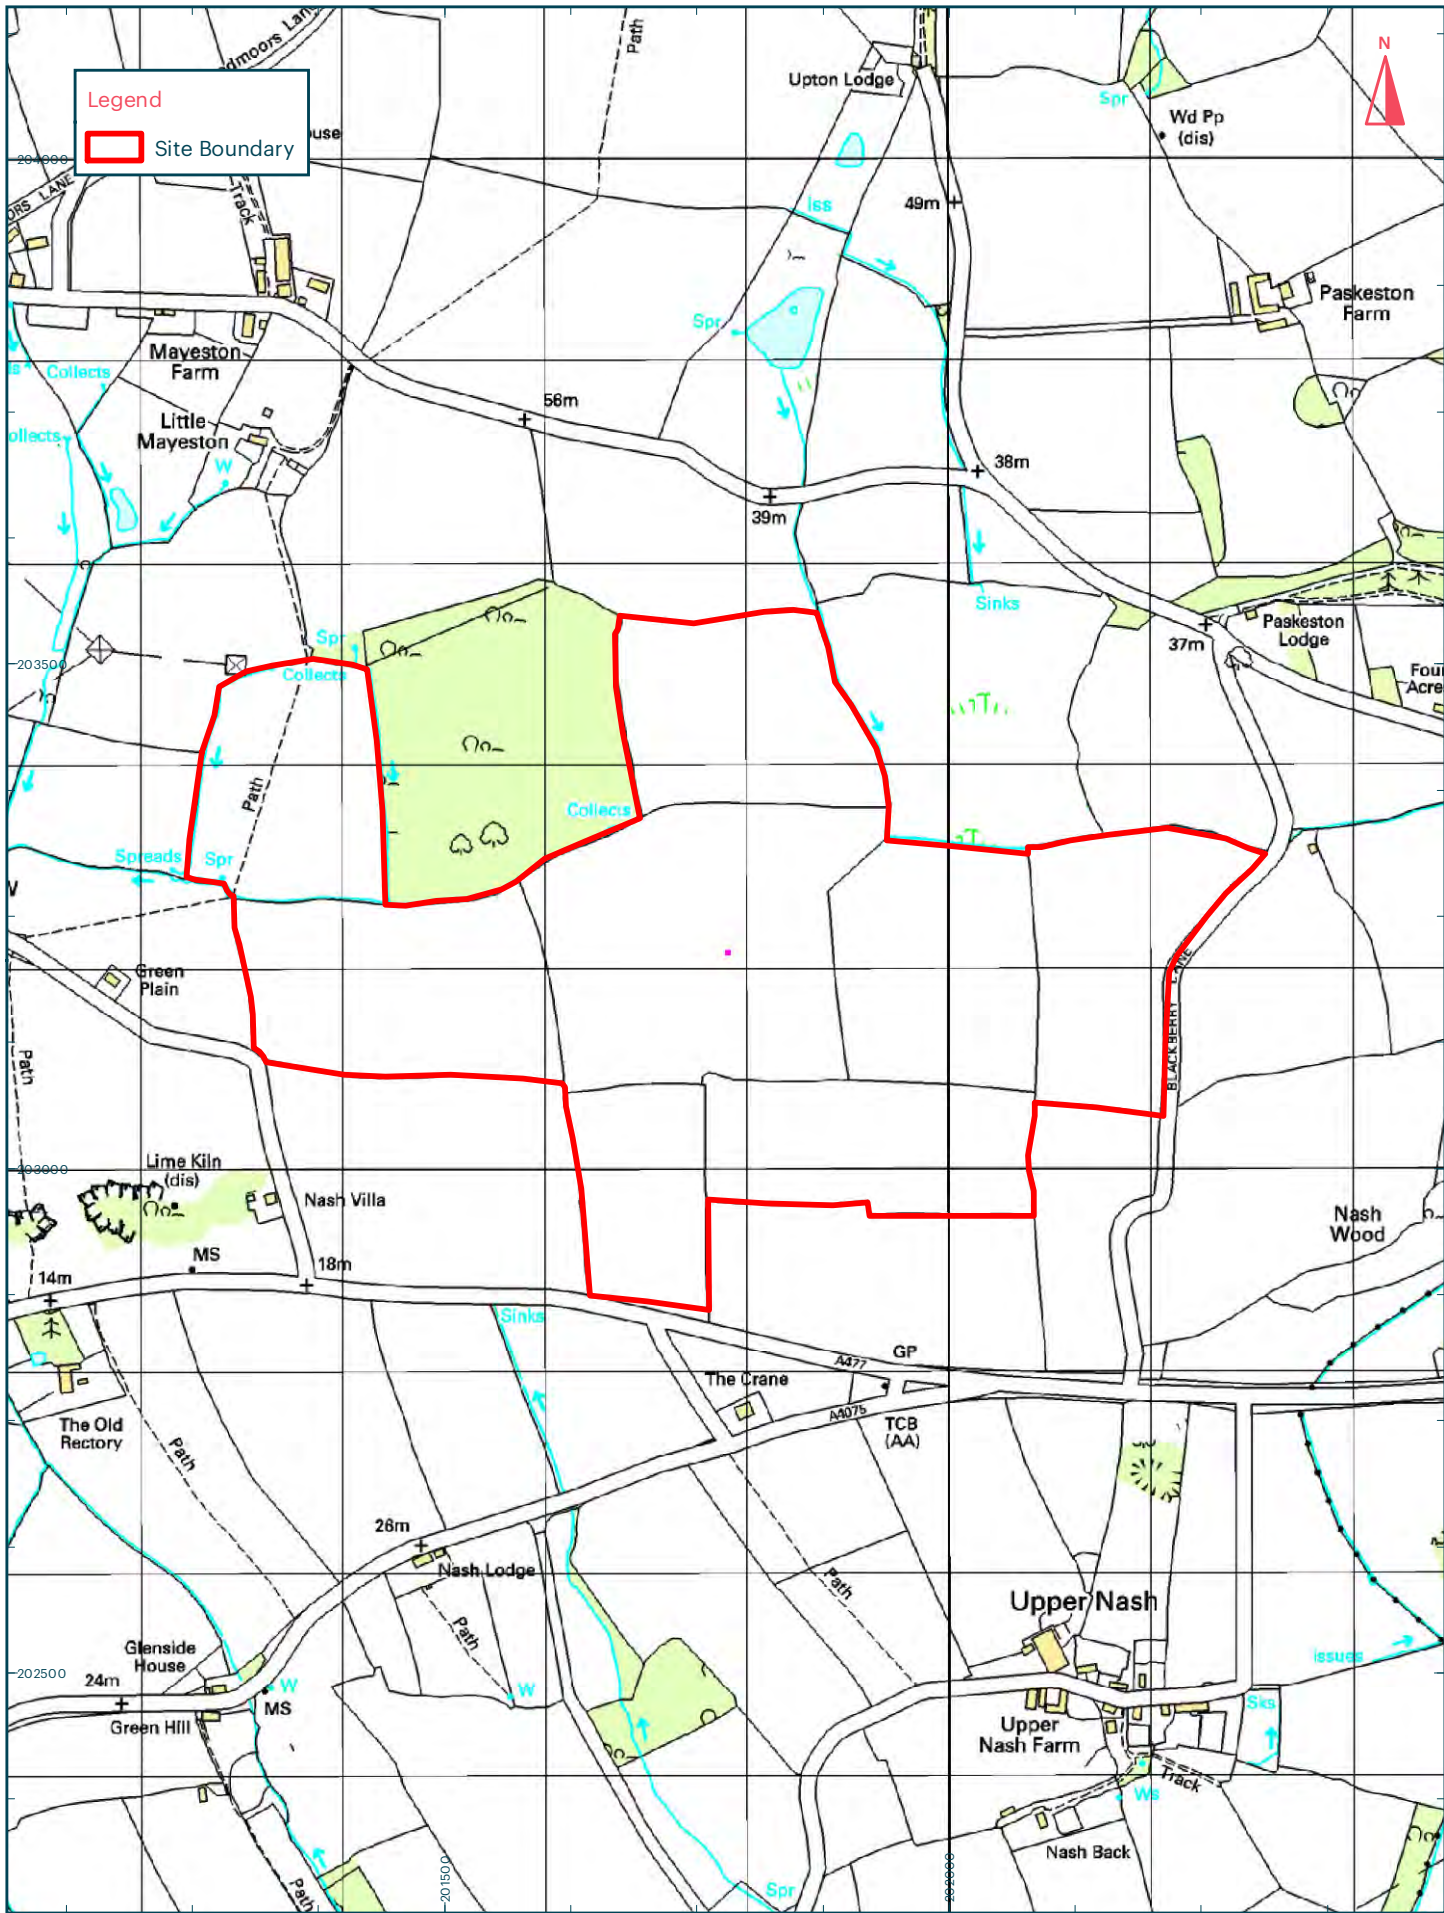 Path
Upton Lodge
N
Legend
Site Boundary
Spr
Wd Pp
(dis)
204000
LANE
Track
Iss
49m
Paskeston
Farm
Spr
Mayeston
Farm
Collects
56m
Little
Mayeston
W
38m
39m
Sinks
Paskeston
Lodge
37m
Spr
Collects
203500
Path
Collects
Spreads
Spr
Green
Plain
BLACKBERRY LANE
Path
Lime Kiln
(dis)
203000
Nash Villa
Nash
Wood
MS
18m
14m
Sinks
GP
A477
The Crane
A4075
TCB
(AA)
The Old
Rectory
Path
26m
Nash Lodge
Path
Path
Upper Nash
Glenside
House
issues
202500
24m
W
MS
W
Green Hill
Sks
Upper
Nash Farm
Track
Ws
Nash Back
201500
202000
Spr
Path